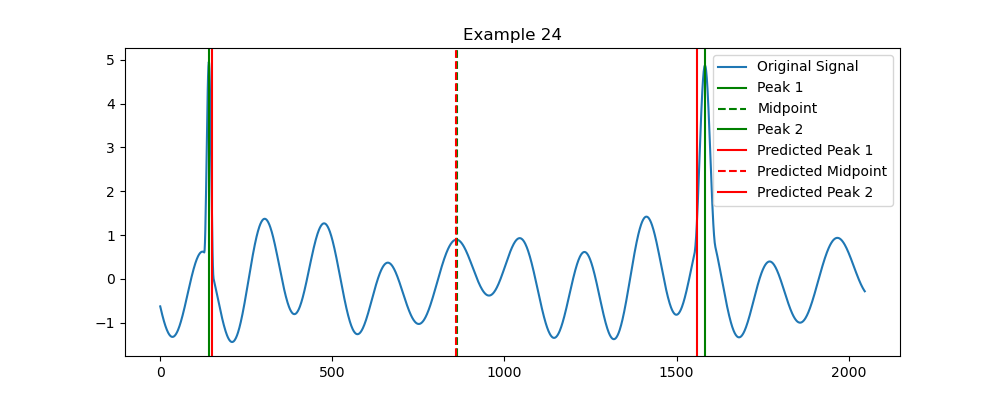 Example 24
5
4
3
2
1
0
−1
0
500
1000
1500
2000
Original Signal
Peak 1
Midpoint
Peak 2
Predicted Peak 1
Predicted Midpoint
Predicted Peak 2